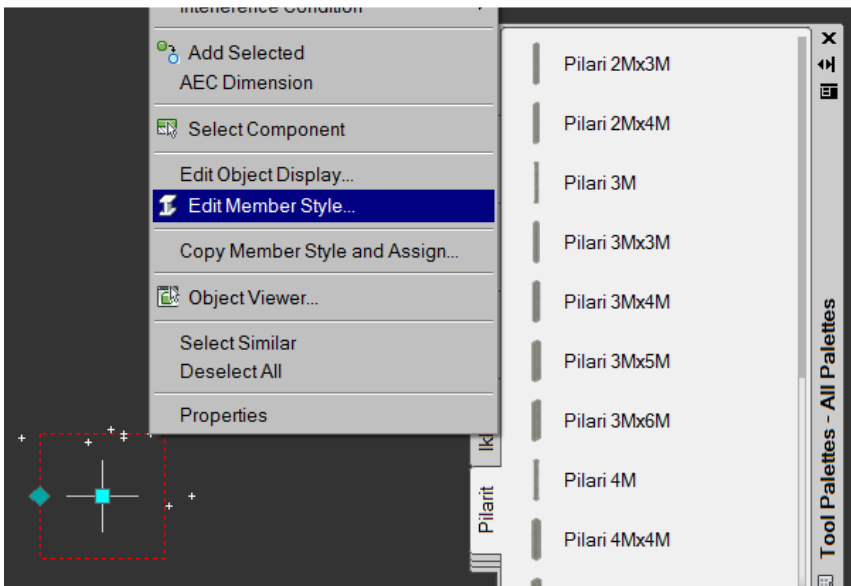 Interference Condition
Add Selected
AEC Dimension
Select Component
Edit Object Display...
Edit Member Style...
Copy Member Style and Assign...
Object Viewer...
Select Similar
Deselect All
Properties
Pilari 2Mx3M
Pilari 2Mx4M
Pilari 3M
Pilari 3Mx3M
Pilari 3Mx4M
Pilari 3Mx5M
Pilari 3Mx6M
Pilari 4M
Pilari 4Mx4M
Pilarit
Tool Palettes - All Palettes